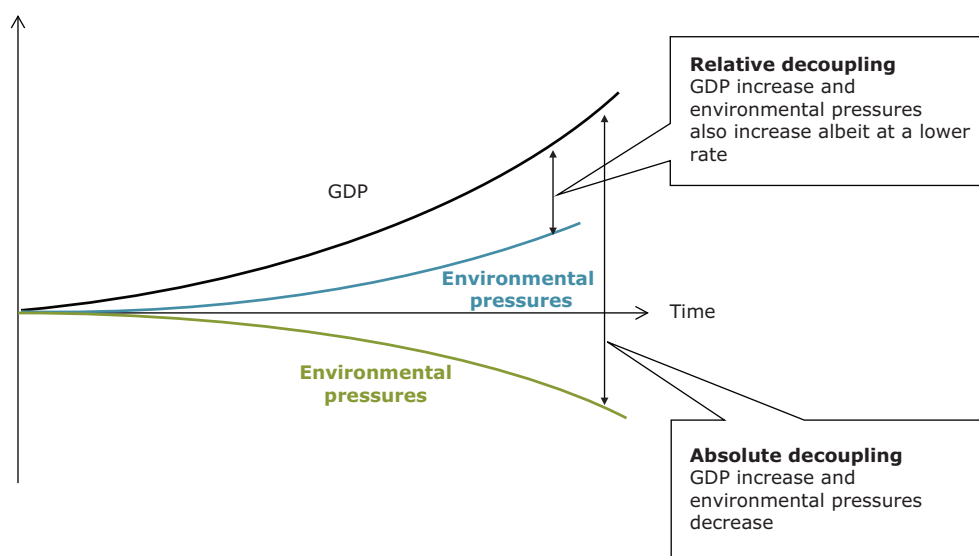 Relative decoupling
GDP increase and
environmental pressures
also increase albeit at a lower
rate
GDP
Environmental
pressures
Time
Environmental
pressures
Absolute decoupling
GDP increase and
environmental pressures
decrease